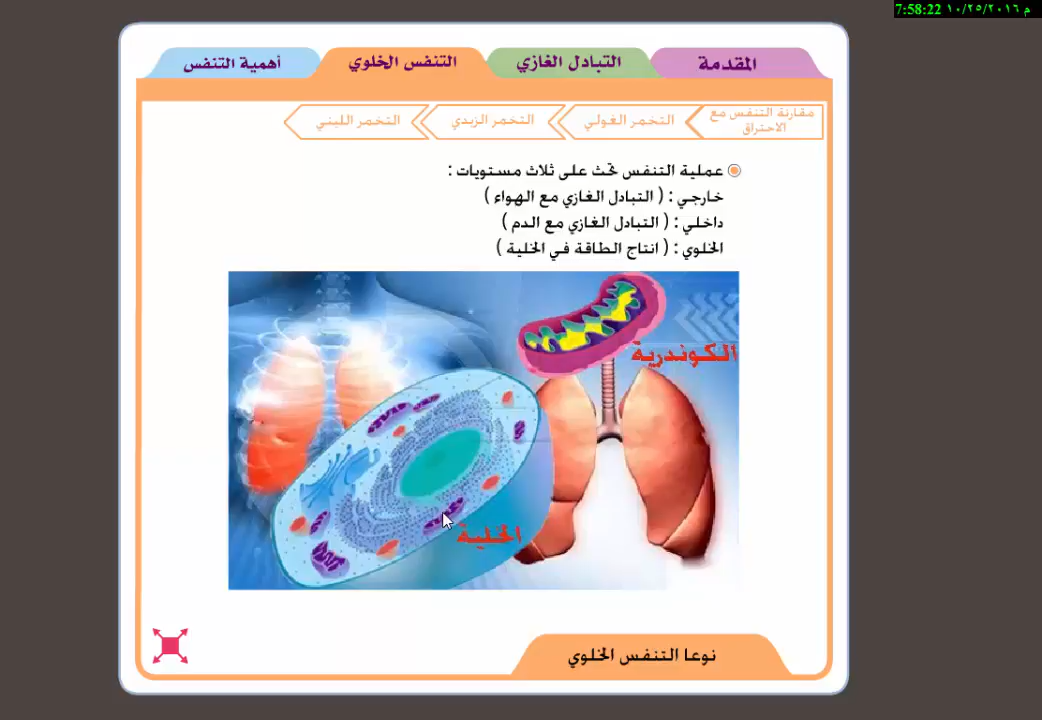 7:58:22 ١٠/٢٥/٢٠١٦ م
المقدمة
التبادل الغازي
التنفس الخلوي
أهمية التنفس
مقارنة التنفس مع
الاحتراق
التخمر الغولي
التخمر الزبدي
التخمر اللبني
عملية التنفس تحث على ثلاث مستويات :
خارجي : ( التبادل الغازي مع الهواء )
داخلي : ( التبادل الغازي مع الدم )
الخلوي : ( انتاج الطاقة في الخلية )
الكوندرية
الخلية
نوعا التنفس الخلوي